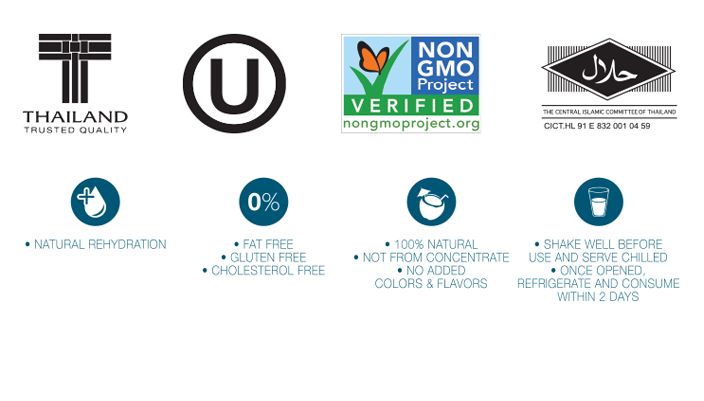 THAILAND
TRUSTED QUALITY
U
NON
GMO
Project
VERIFIED
nongmoproject.org
حلال
THE CENTRAL ISLAMIC COMMITTEE OF THAILAND
CICT.HL 91 E 832 001 04 59
• NATURAL REHYDRATION
0%
• FAT FREE
• GLUTEN FREE
• CHOLESTEROL FREE
• 100% NATURAL
• NOT FROM CONCENTRATE
• NO ADDED
COLORS & FLAVORS
• SHAKE WELL BEFORE
USE AND SERVE CHILLED
• ONCE OPENED,
REFRIGERATE AND CONSUME
WITHIN 2 DAYS